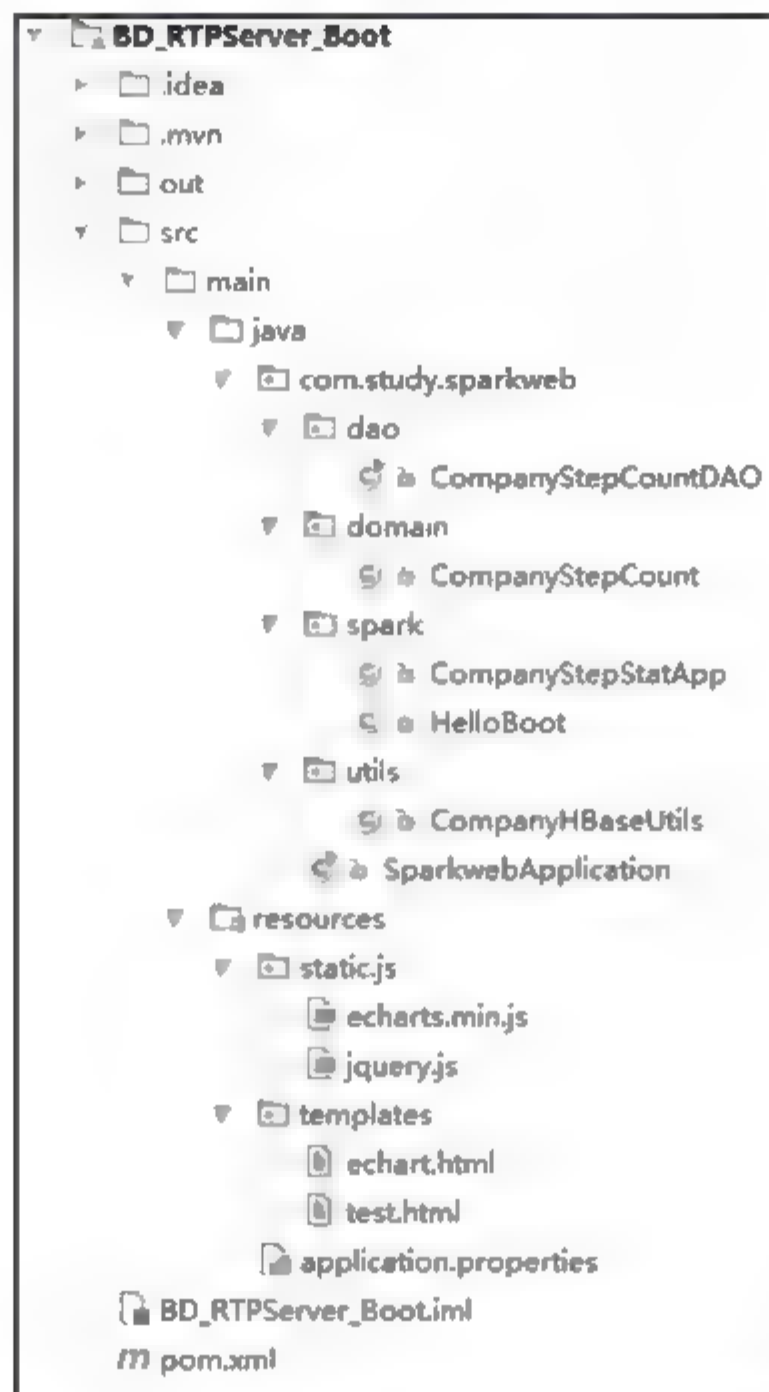 BD_RTPServer_Boot
.idea
.mvn
out
src
main
java
com.study.sparkweb
dao
CompanyStepCountDAO
domain
CompanyStepCount
spark
CompanyStepStatApp
HelloBoot
utils
CompanyHBaseUtils
SparkwebApplication
resources
static.js
echarts.min.js
jquery.js
templates
echart.html
test.html
application.properties
BD_RTPServer_Boot.iml
m pom.xml